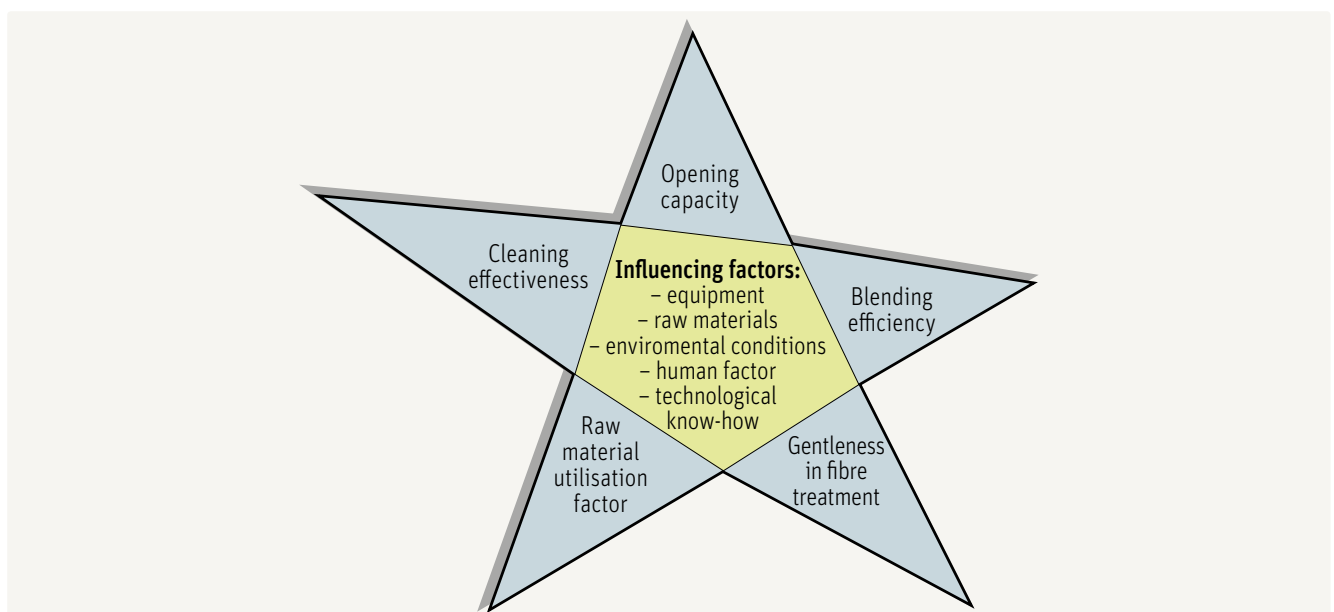 Opening
capacity
Cleaning
effectiveness
Influencing factors:
– equipment
– raw materials
– enviromental conditions
– human factor
– technological
know-how
Blending
efficiency
Raw
material
utilisation
factor
Gentleness
in fibre
treatment